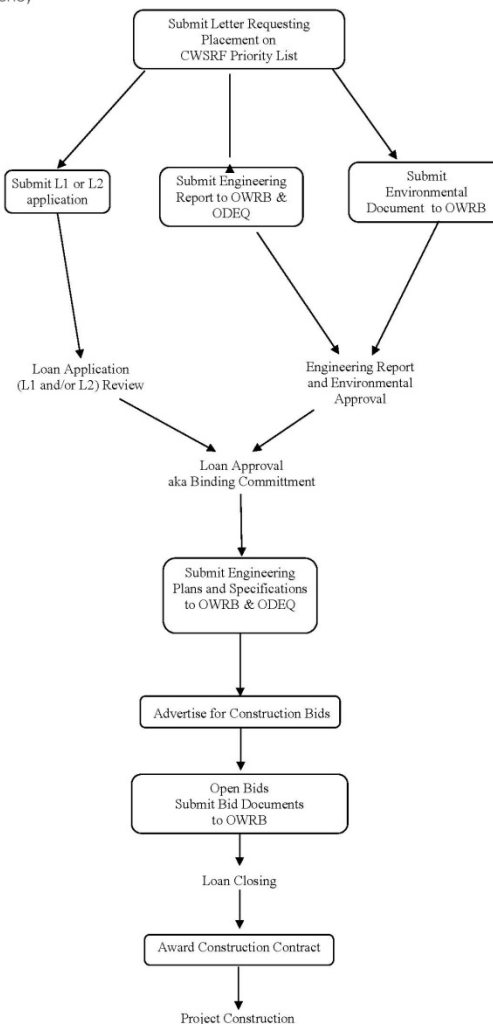 Submit Letter Requesting
Placement on
CWSRF Priority List
Submit L1 or L2
application
Submit Engineering
Report to OWRB &
ODEQ
Submit
Environmental
Document to OWRB
Loan Application
(L1 and/or L2) Review
Engineering Report
and Environmental
Approval
Loan Approval
aka Binding Committment
Submit Engineering
Plans and Specifications
to OWRB & ODEQ
Advertise for Construction Bids
Open Bids
Submit Bid Documents
to OWRB
Loan Closing
Award Construction Contract
Project Construction